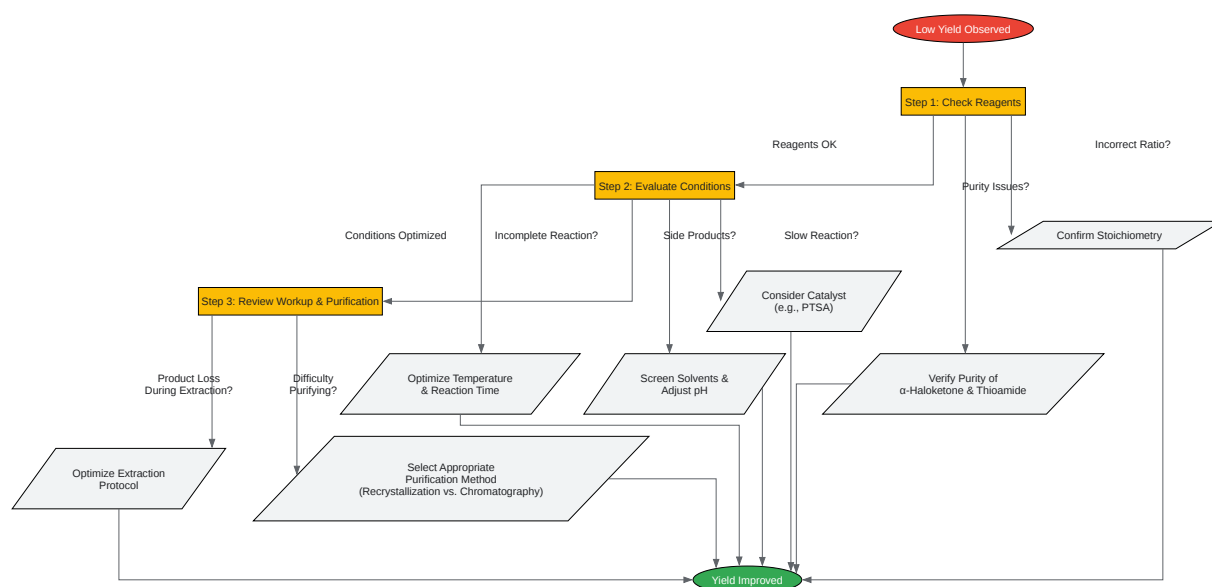 Low Yield Observed
Step 1: Check Reagents
Reagents OK
Incorrect Ratio?
Step 2: Evaluate Conditions
Purity Issues?
Conditions Optimized
Incomplete Reaction?
Side Products?
Slow Reaction?
Confirm Stoichiometry
Step 3: Review Workup & Purification
Consider Catalyst
(e.g., PTSA)
Product Loss
During Extraction?
Difficulty
Purifying?
Optimize Temperature
& Reaction Time
Screen Solvents &
Adjust pH
Verify Purity of
α-Haloketone & Thioamide
Optimize Extraction
Protocol
Select Appropriate
Purification Method
(Recrystallization vs. Chromatography)
Yield Improved